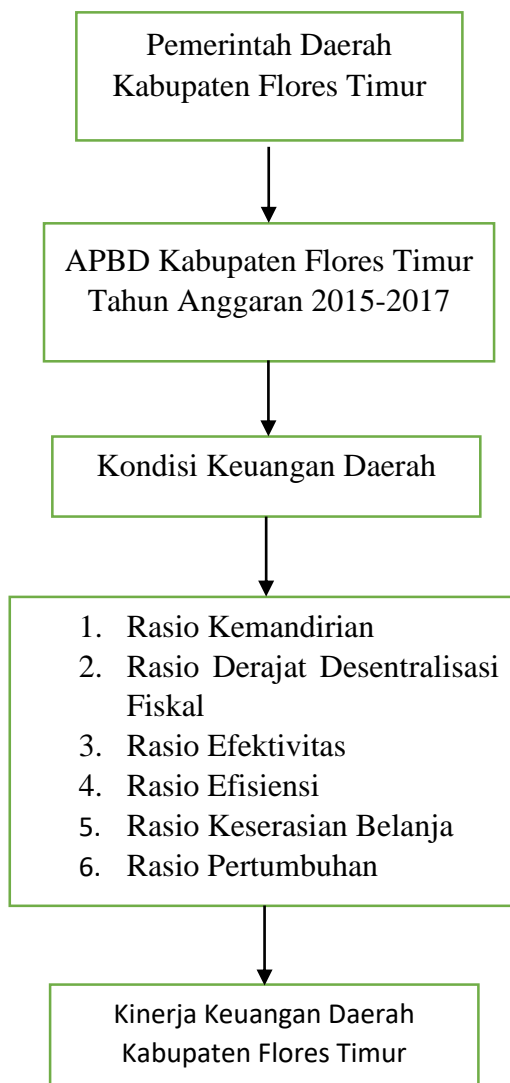 Pemerintah Daerah
Kabupaten Flores Timur
APBD Kabupaten Flores Timur
Tahun Anggaran 2015-2017
Kondisi Keuangan Daerah
1. Rasio Kemandirian
2. Rasio Derajat Desentralisasi
Fiskal
3. Rasio Efektivitas
4. Rasio Efisiensi
5. Rasio Keserasian Belanja
6. Rasio Pertumbuhan
Kinerja Keuangan Daerah
Kabupaten Flores Timur